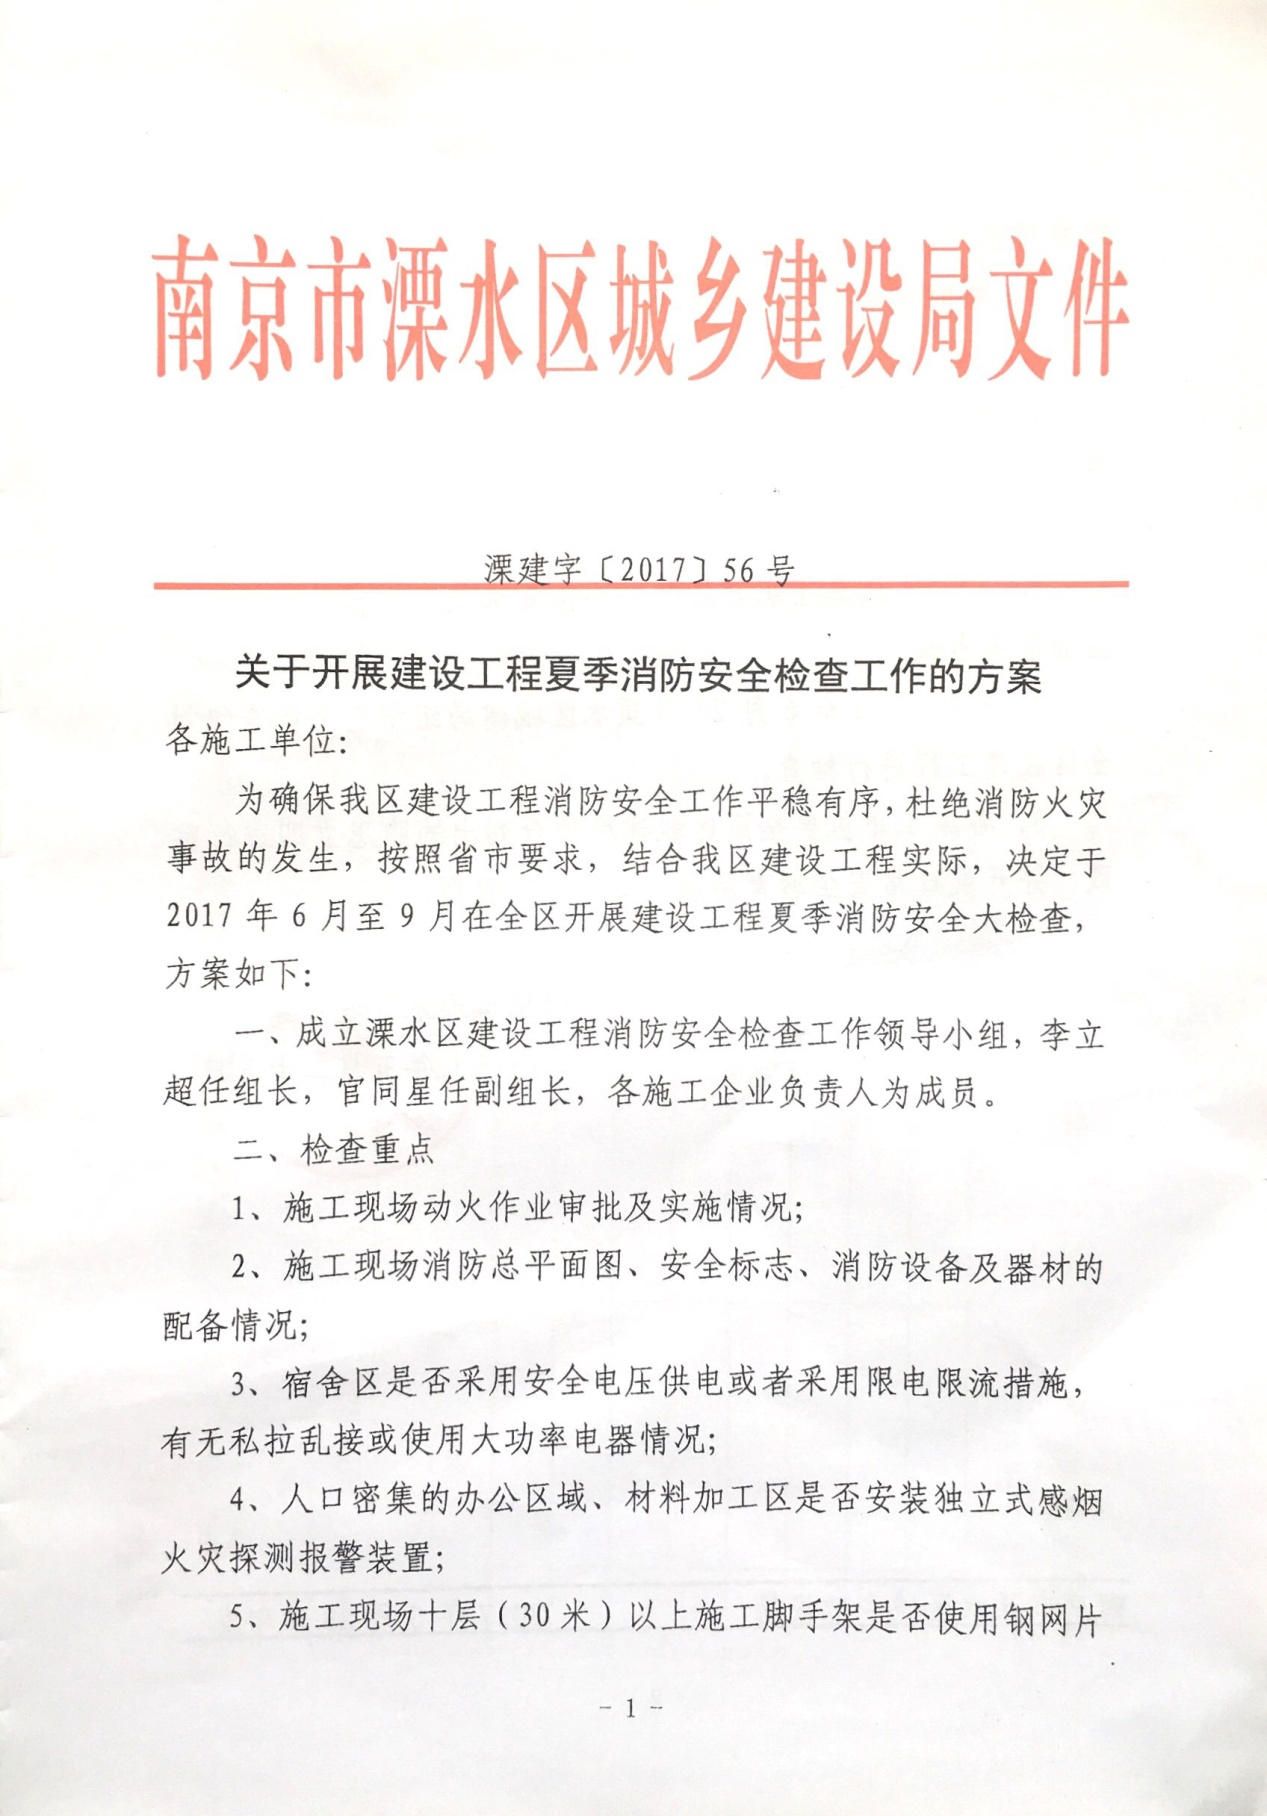 南京市溧水区城乡建设局文件
溧建字〔2017〕56 号
关于开展建设工程夏季消防安全检查工作的方案
各施工单位:
为确保我区建设工程消防安全工作平稳有序，杜绝消防火灾
事故的发生，按照省市要求，结合我区建设工程实际，决定于
2017 年 6 月至 9 月在全区开展建设工程夏季消防安全大检查，
方案如下:
一、成立溧水区建设工程消防安全检查工作领导小组，李立
超任组长，官同星任副组长，各施工企业负责人为成员。
二、检查重点
1、施工现场动火作业审批及实施情况;
2、施工现场消防总平面图、安全标志、消防设备及器材的
配备情况;
3、宿舍区是否采用安全电压供电或者采用限电限流措施，
有无私拉乱接或使用大功率电器情况;
4、人口密集的办公区域、材料加工区是否安装独立式感烟
火灾探测报警装置;
5、施工现场十层（30 米）以上施工脚手架是否使用钢网片
- 1 -